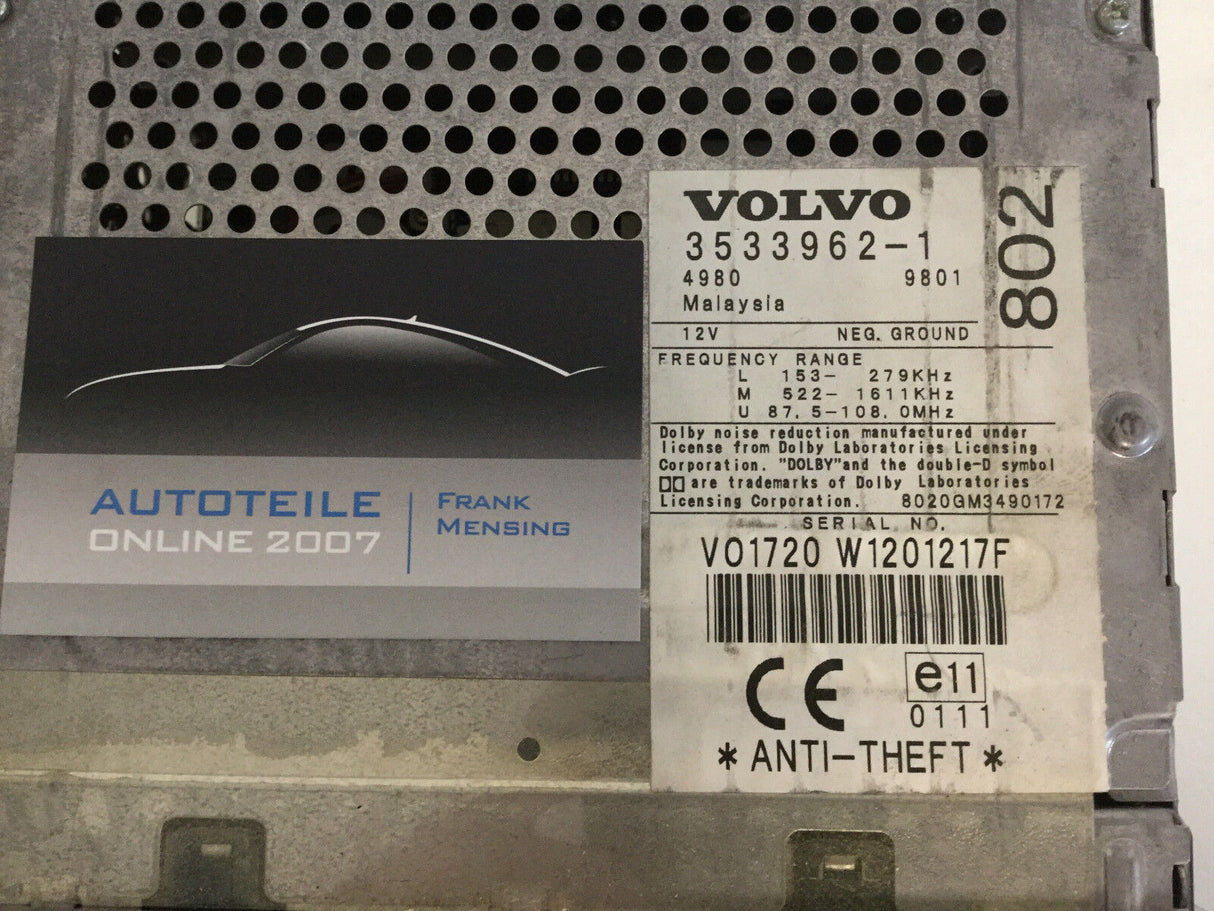 VOLVO
3533962-1
4980 9801
Malaysia
802
12V NEG. GROUND
FREQUENCY RANGE
L 153- 279KHz
M 522- 1611KHz
U 87.5-108.0MHz
Dolby noise reduction manufactured under
license from Dolby Laboratories Licensing
Corporation. "DOLBY"and the double-D symbol
are trademarks of Dolby Laboratories
Licensing Corporation. 8020GM3490172
SERIAL NO.
VO1720 W1201217F
CE e11
0111
* ANTI-THEFT *
AUTOTEILE
ONLINE 2007
FRANK
MENSING